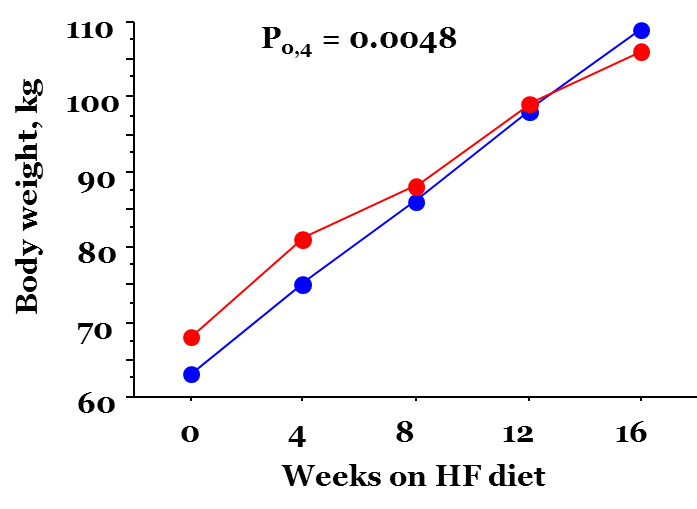 P0,4 = 0.0048
Body weight, kg
110
100
90
80
70
60
0 4 8 12 16
Weeks on HF diet